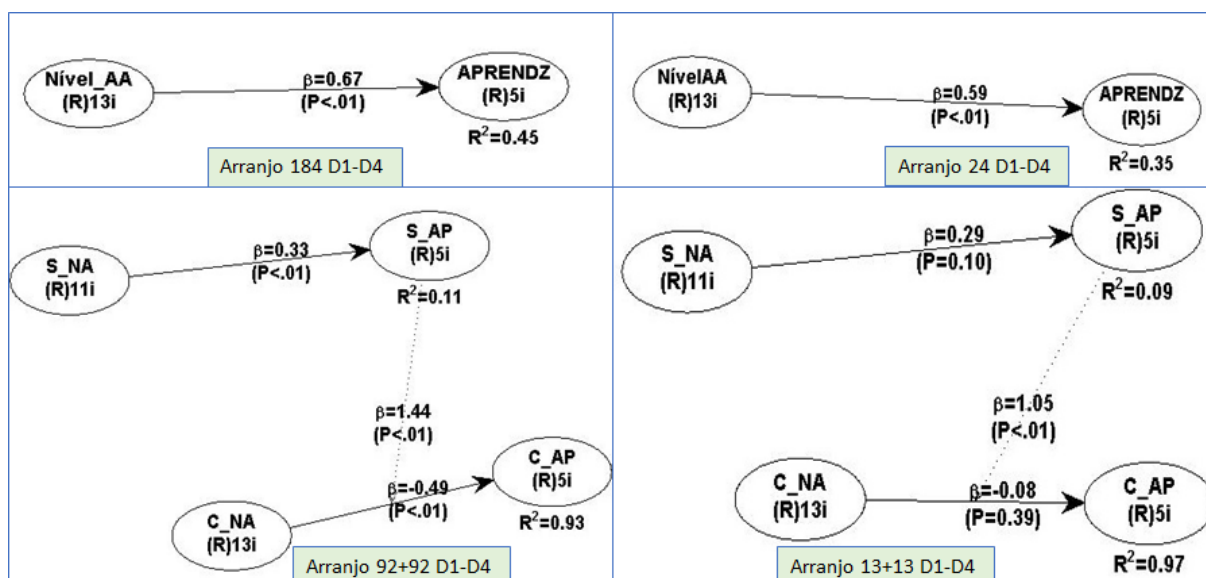 Nível_AA
(R)13i
β=0.67
(P<.01)
APRENDZ
(R)5i
R²=0.45
Arranjo 184 D1-D4
NívelAA
(R)13i
β=0.59
(P<.01)
APRENDZ
(R)5i
R²=0.35
Arranjo 24 D1-D4
S_NA
(R)11i
β=0.33
(P<.01)
S_AP
(R)5i
R²=0.11
β=1.44
(P<.01)
C_NA
(R)13i
β=-0.49
(P<.01)
C_AP
(R)5i
R²=0.93
Arranjo 92+92 D1-D4
S_NA
(R)11i
β=0.29
(P=0.10)
S_AP
(R)5i
R²=0.09
β=1.05
(P<.01)
C_NA
(R)13i
β=-0.08
(P=0.39)
C_AP
(R)5i
R²=0.97
Arranjo 13+13 D1-D4